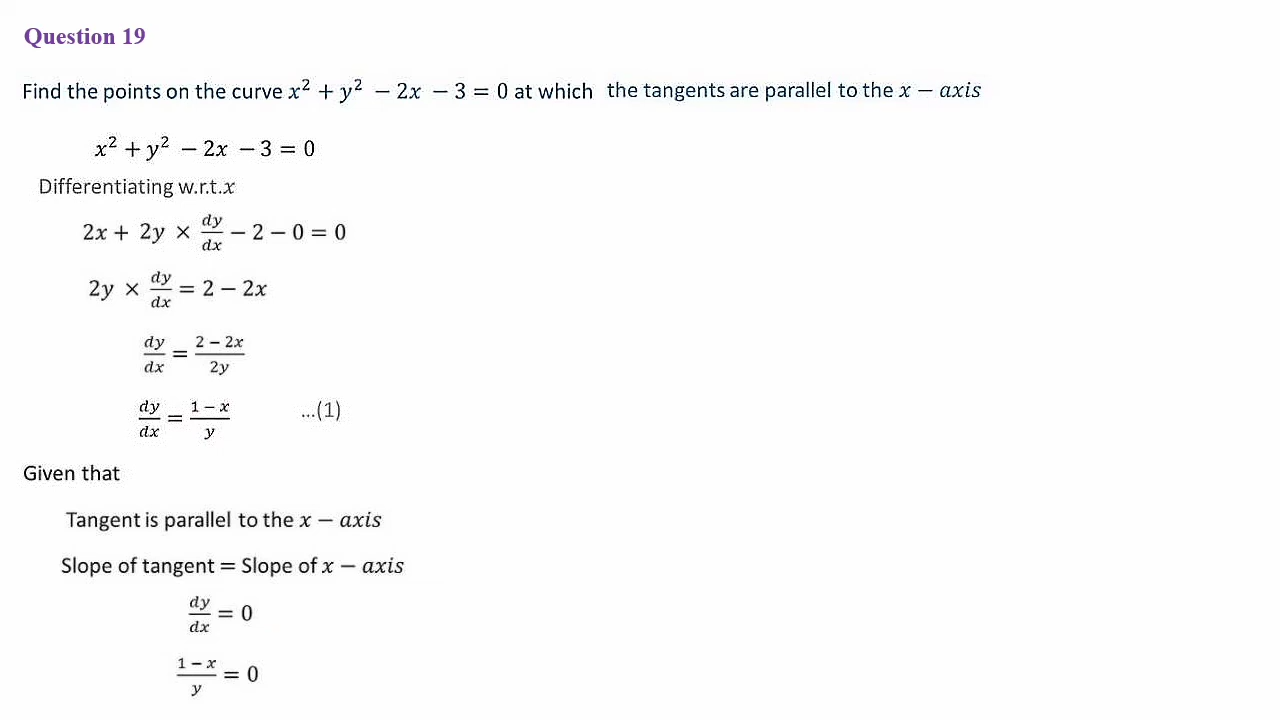 Question 19
Find the points on the curve x² + y² − 2x − 3 = 0 at which the tangents are parallel to the x − axis
x² + y² − 2x − 3 = 0
Differentiating w.r.t.x
2x + 2y × dy/dx − 2 − 0 = 0
2y × dy/dx = 2 − 2x
dy/dx = (2 − 2x)/2y
dy/dx = (1 − x)/y ...(1)
Given that
Tangent is parallel to the x − axis
Slope of tangent = Slope of x − axis
dy/dx = 0
(1 − x)/y = 0